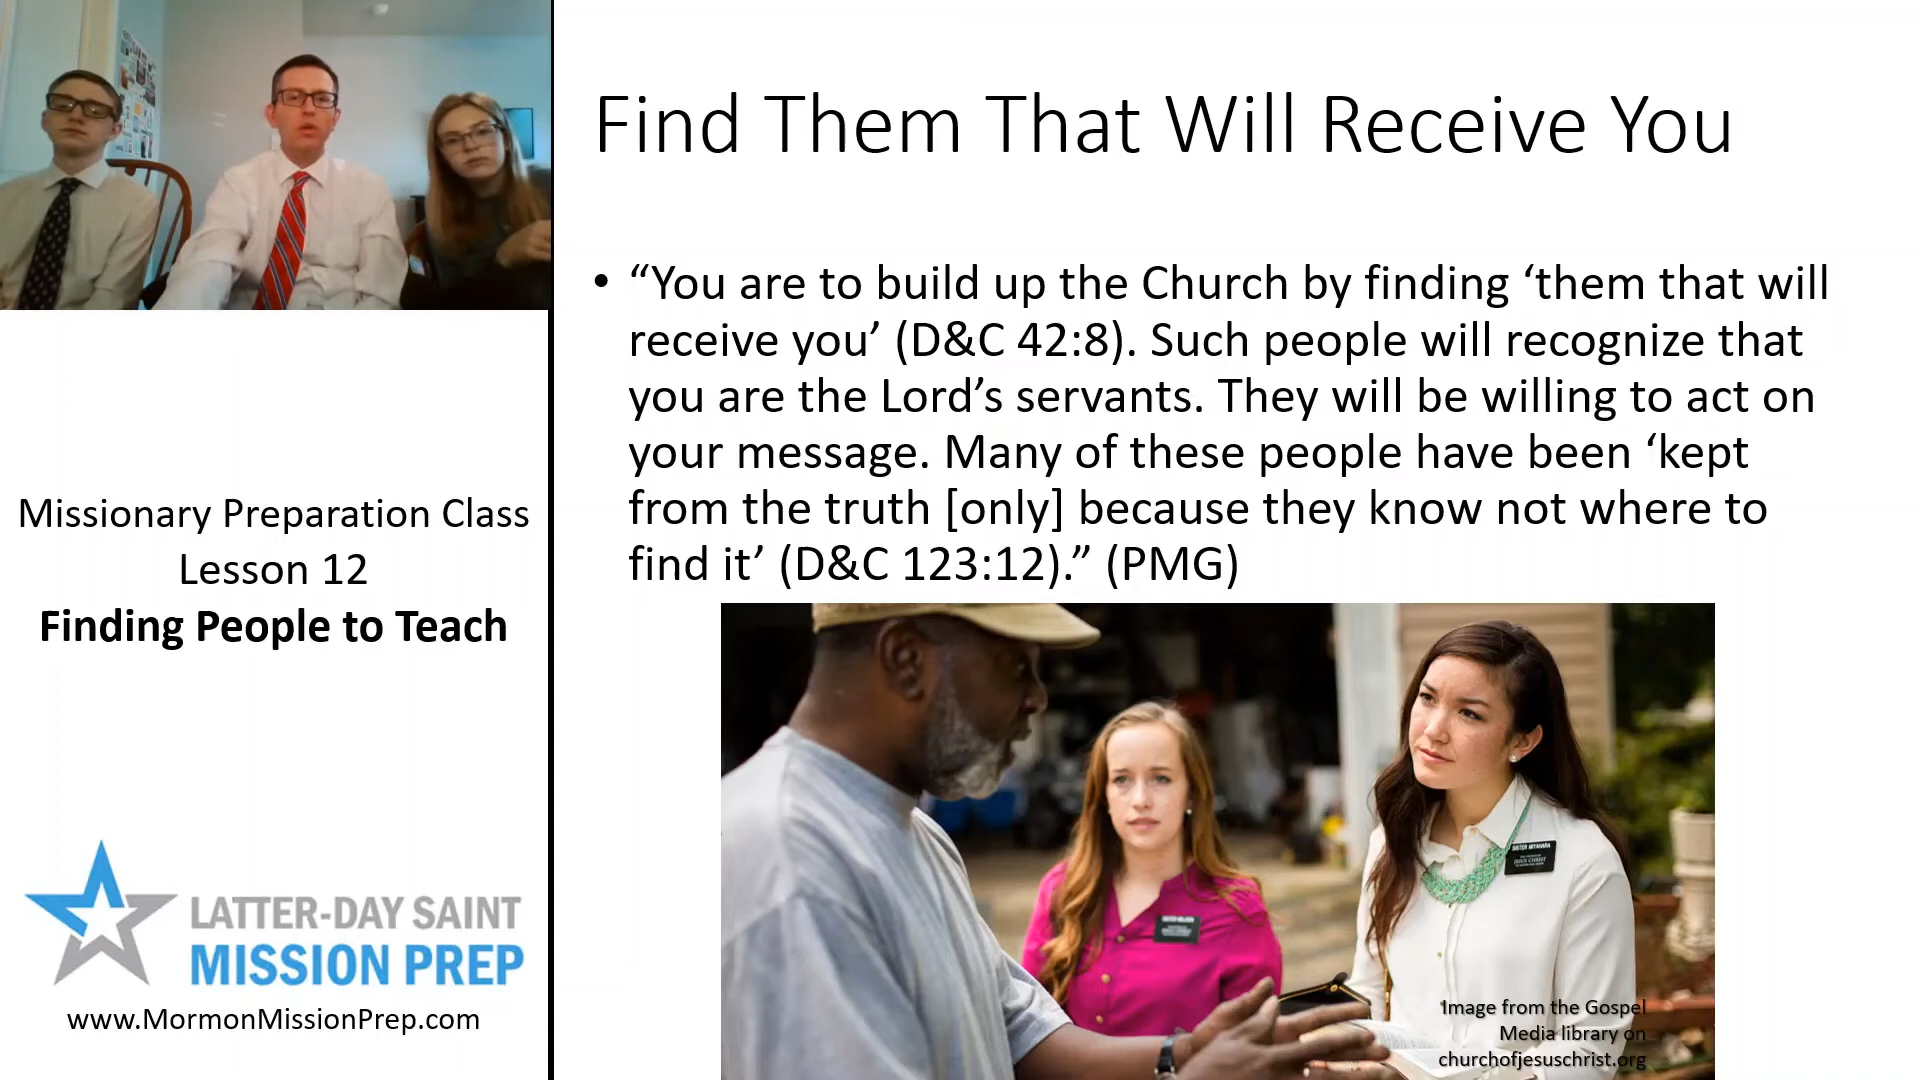 Find Them That Will Receive You
• “You are to build up the Church by finding ‘them that will
receive you’ (D&C 42:8). Such people will recognize that
you are the Lord’s servants. They will be willing to act on
your message. Many of these people have been ‘kept
from the truth [only] because they know not where to
find it’ (D&C 123:12).” (PMG)
Missionary Preparation Class
Lesson 12
Finding People to Teach
LATTER-DAY SAINT
MISSION PREP
www.MormonMissionPrep.com
SISTER MIYAHARA
JESUS CHRIST
Image from the Gospel
Media library on
churchofjesuschrist.org